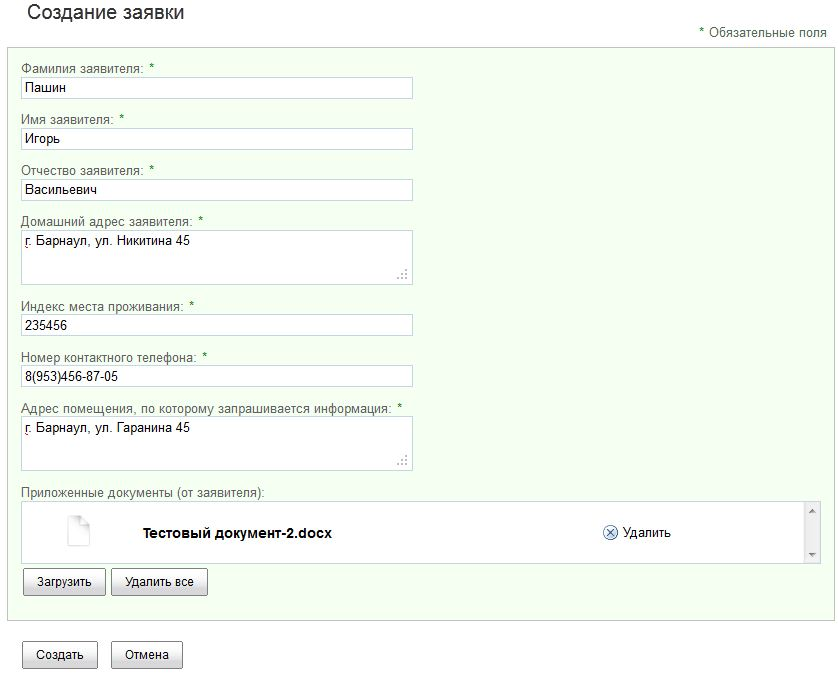 Создание заявки
* Обязательные поля
Фамилия заявителя: *
Пашин
Имя заявителя: *
Игорь
Отчество заявителя: *
Васильевич
Домашний адрес заявителя: *
г. Барнаул, ул. Никитина 45
Индекс места проживания: *
235456
Номер контактного телефона: *
8(953)456-87-05
Адрес помещения, по которому запрашивается информация: *
г. Барнаул, ул. Гаранина 45
Приложенные документы (от заявителя):
Тестовый документ-2.docx Удалить
Загрузить Удалить все
Создать Отмена